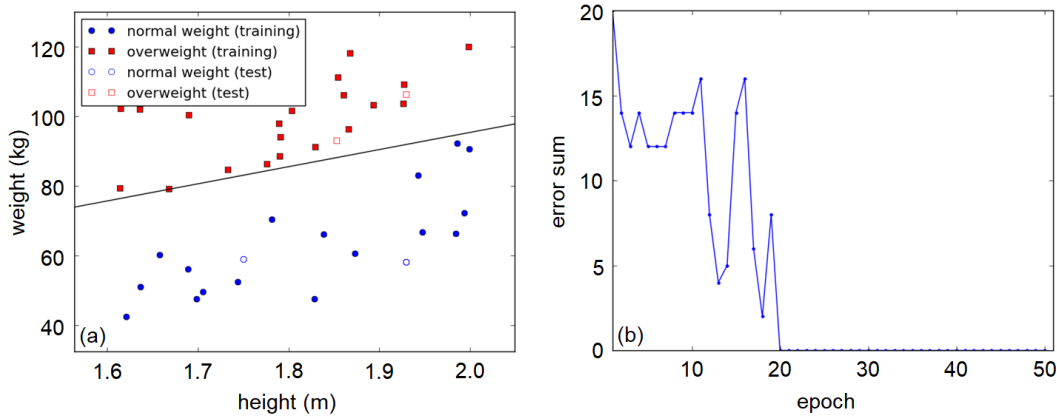 normal weight (training)
overweight (training)
normal weight (test)
overweight (test)
120
100
80
60
40
weight (kg)
(a)
1.6 1.7 1.8 1.9 2.0
height (m)
20
15
10
5
0
error sum
(b)
10 20 30 40 50
epoch